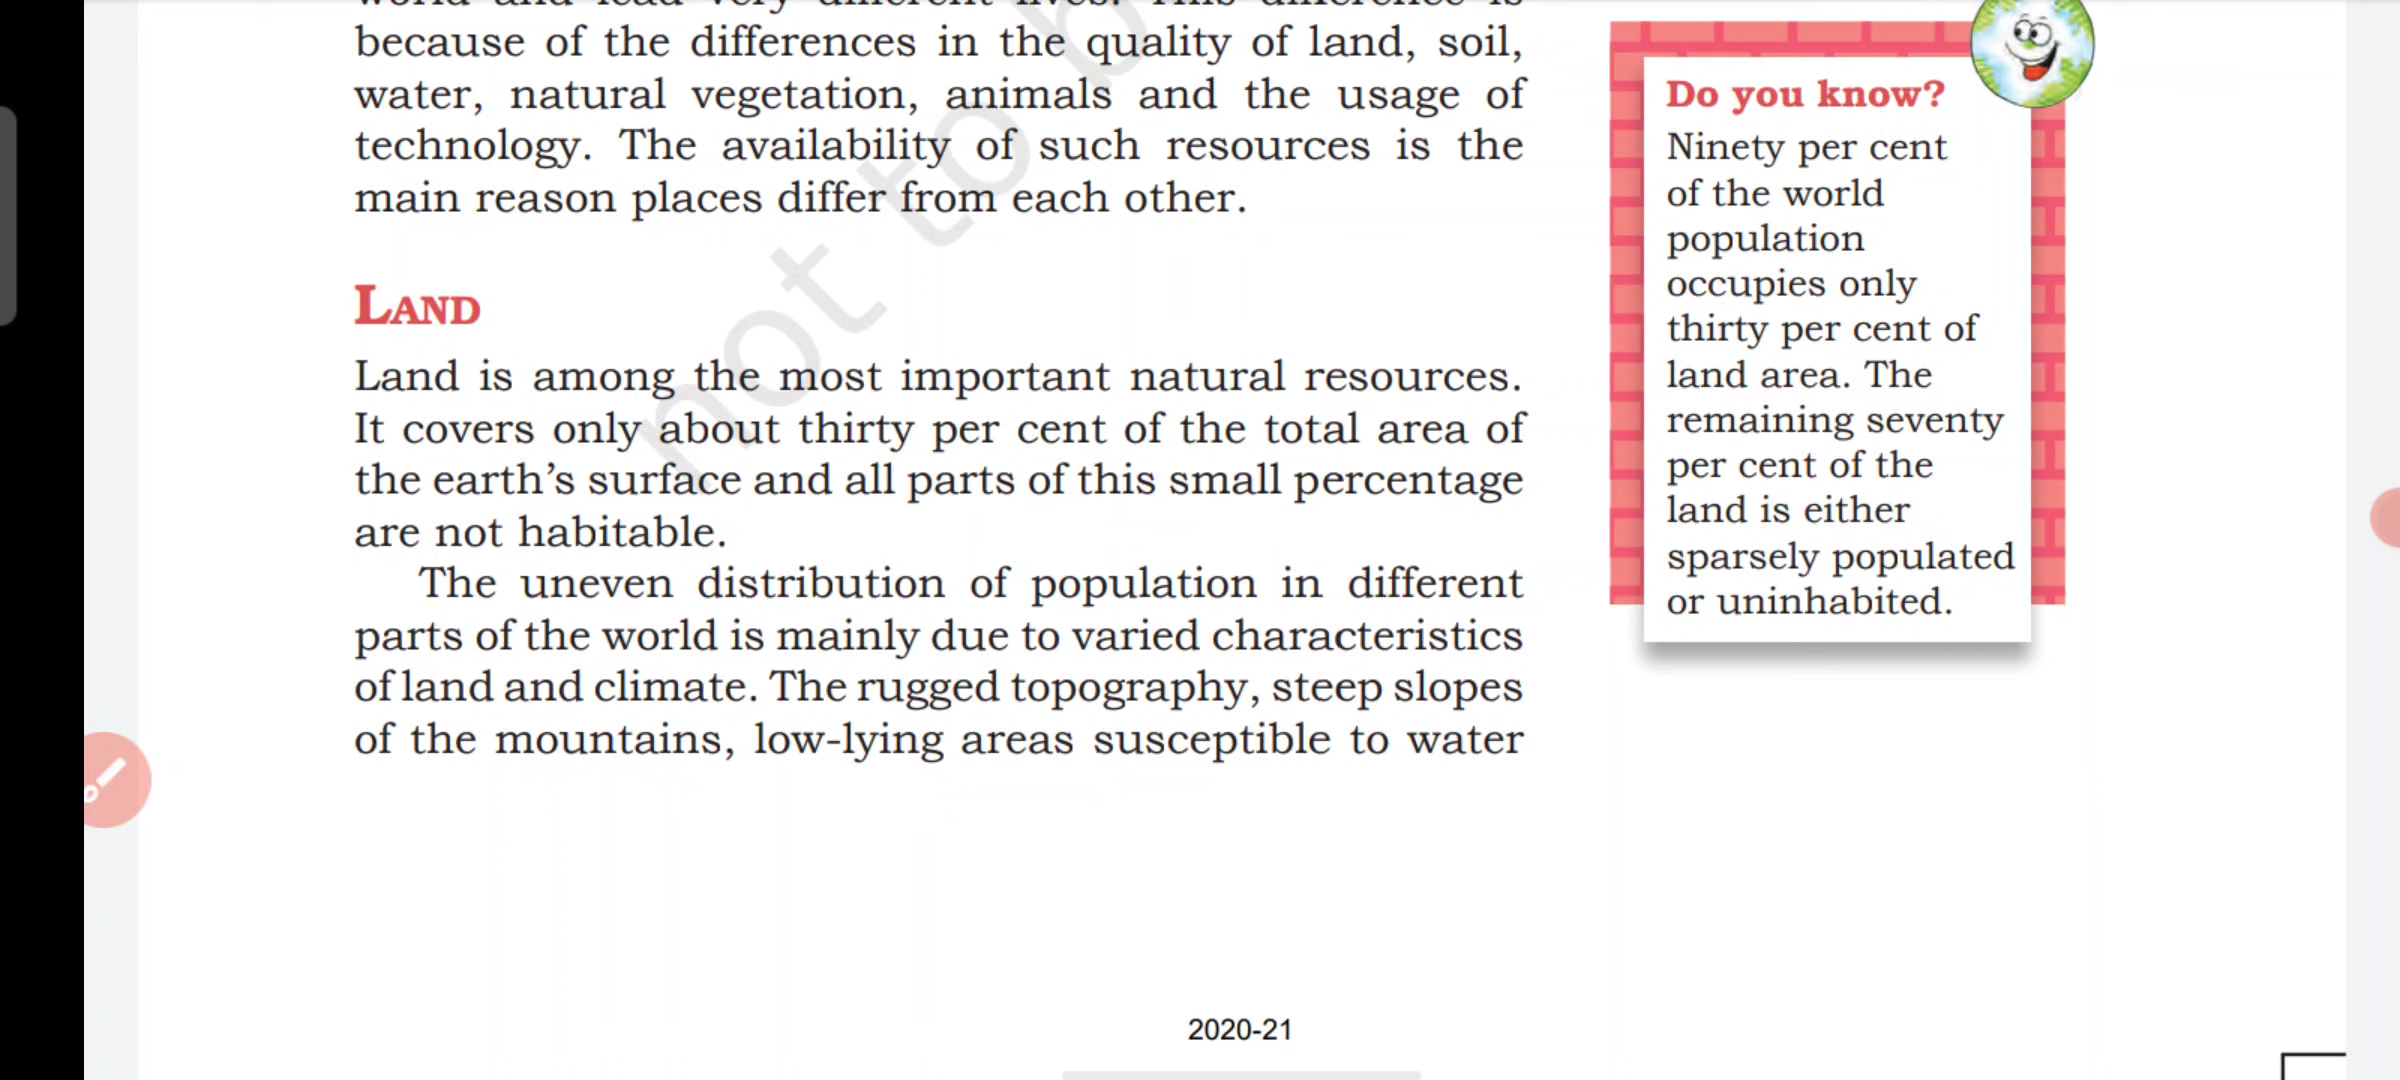 because of the differences in the quality of land, soil,
water, natural vegetation, animals and the usage of
technology. The availability of such resources is the
main reason places differ from each other.
LAND
Land is among the most important natural resources.
It covers only about thirty per cent of the total area of
the earth’s surface and all parts of this small percentage
are not habitable.
The uneven distribution of population in different
parts of the world is mainly due to varied characteristics
of land and climate. The rugged topography, steep slopes
of the mountains, low-lying areas susceptible to water
Do you know?
Ninety per cent
of the world
population
occupies only
thirty per cent of
land area. The
remaining seventy
per cent of the
land is either
sparsely populated
or uninhabited.
not to b
2020-21